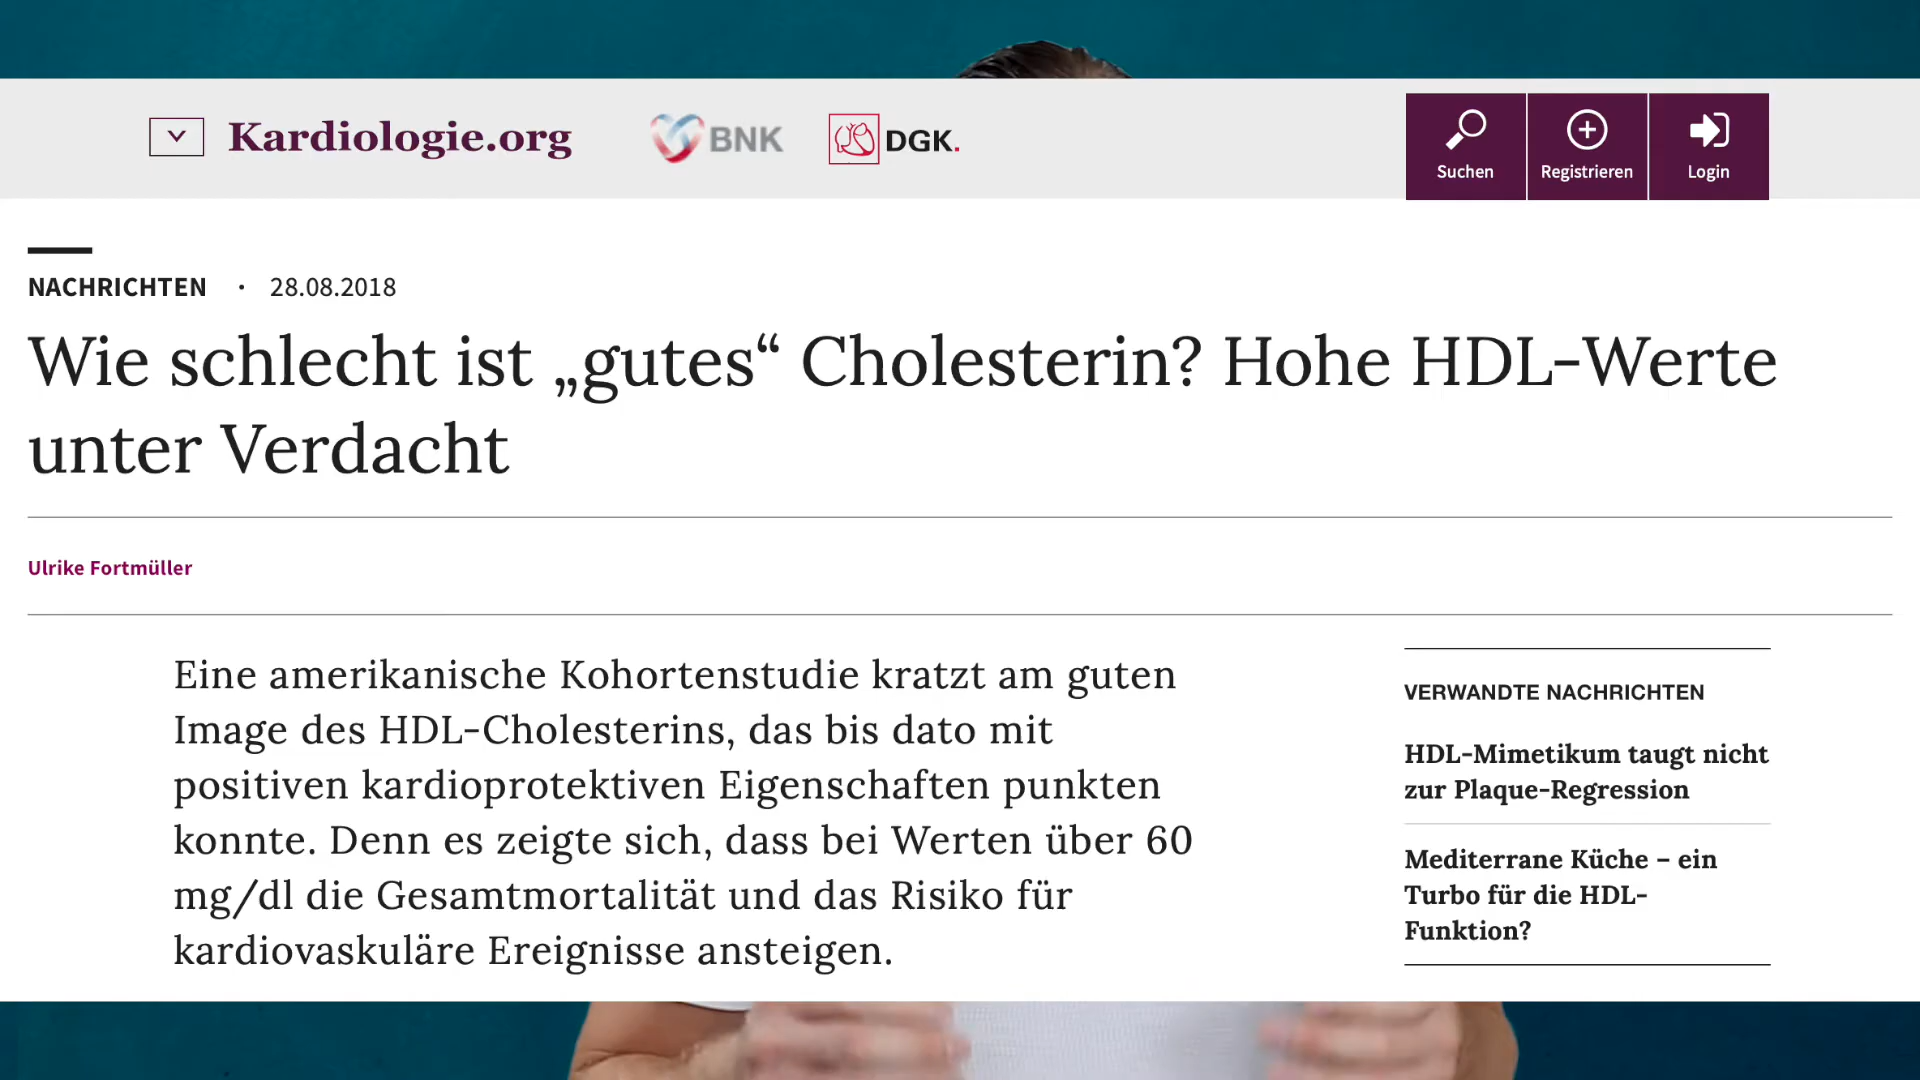 Kardiologie.org
BNK
DGK.
Suchen
Registrieren
Login
NACHRICHTEN · 28.08.2018
Wie schlecht ist „gutes“ Cholesterin? Hohe HDL-Werte
unter Verdacht
Ulrike Fortmüller
Eine amerikanische Kohortenstudie kratzt am guten
Image des HDL-Cholesterins, das bis dato mit
positiven kardioprotektiven Eigenschaften punkten
konnte. Denn es zeigte sich, dass bei Werten über 60
mg/dl die Gesamtmortalität und das Risiko für
kardiovaskuläre Ereignisse ansteigen.
VERWANDTE NACHRICHTEN
HDL-Mimetikum taugt nicht
zur Plaque-Regression
Mediterrane Küche – ein
Turbo für die HDL-
Funktion?